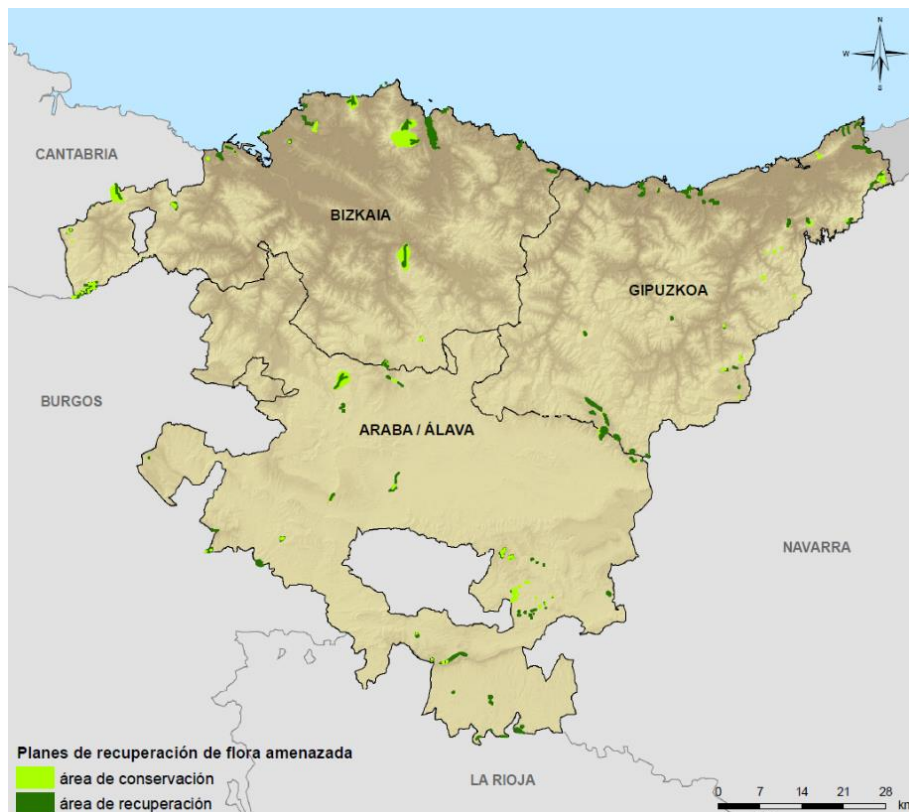 N
W E
S
CANTABRIA
BIZKAIA
GIPUZKOA
BURGOS
ARABA / ÁLAVA
NAVARRA
Planes de recuperación de flora amenazada
área de conservación
área de recuperación
LA RIOJA
0 7 14 21 28
km